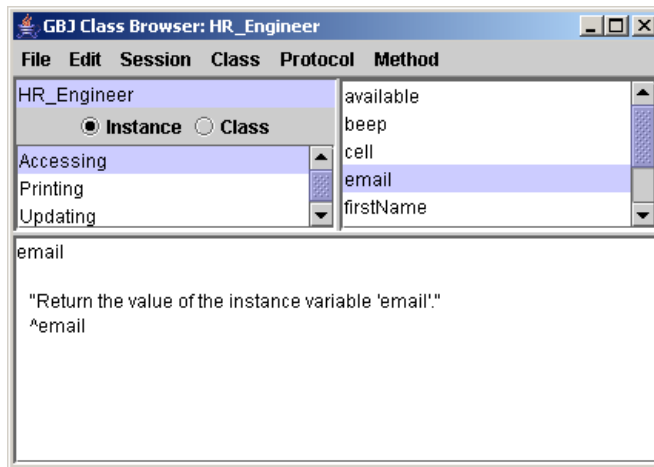 GBJ Class Browser: HR_Engineer
File Edit Session Class Protocol Method
HR_Engineer
Instance Class
Accessing
Printing
Updating
available
beep
cell
email
firstName
email
"Return the value of the instance variable 'email'."
^email